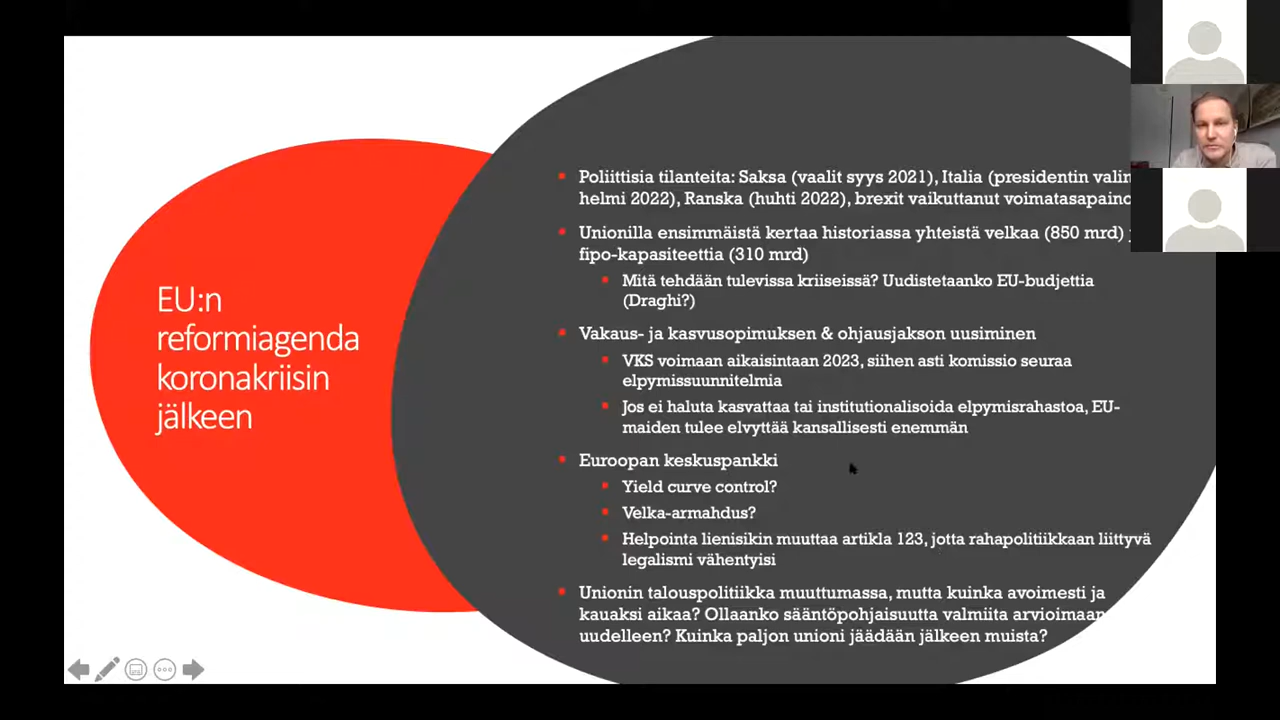 EU:n
reformiagenda
koronakriisin
jälkeen
Poliittisia tilanteita: Saksa (vaalit syys 2021), Italia (presidentin
helmi 2022), Ranska (huhti 2022), brexit vaikuttanut
Unionilla ensimmäistä kertaa historiassa yhteistä velkaa (850 mrd)
fipo-kapasiteettia (310 mrd)
Mitä tehdään tulevissa kriiseissä? Uudistetaanko EU-budjettia
(Draghi?)
Vakaus- ja kasvusopimuksen & ohjausjakson uusiminen
VKS voimaan aikaisintaan 2023, siihen asti komissio seuraa
elpymissuunnitelmia
Jos ei haluta kasvattaa tai institutionalisoida elpymisrahastoa, EU-
maiden tulee elvyttää kansallisesti enemmän
Euroopan keskuspankki
Yield curve control?
Velka-armahdus?
Helpointa lienisikin muuttaa artikla 123, jotta rahapolitiikkaan liittyvä
legalismi vähentyisi
Unionin talouspolitiikka muuttumassa, mutta kuinka avoimesti ja
kauaksi aikaa? Ollaanko sääntöpohjaisuutta valmiita arvioimaan
uudelleen? Kuinka paljon unioni jäädään jälkeen muista?